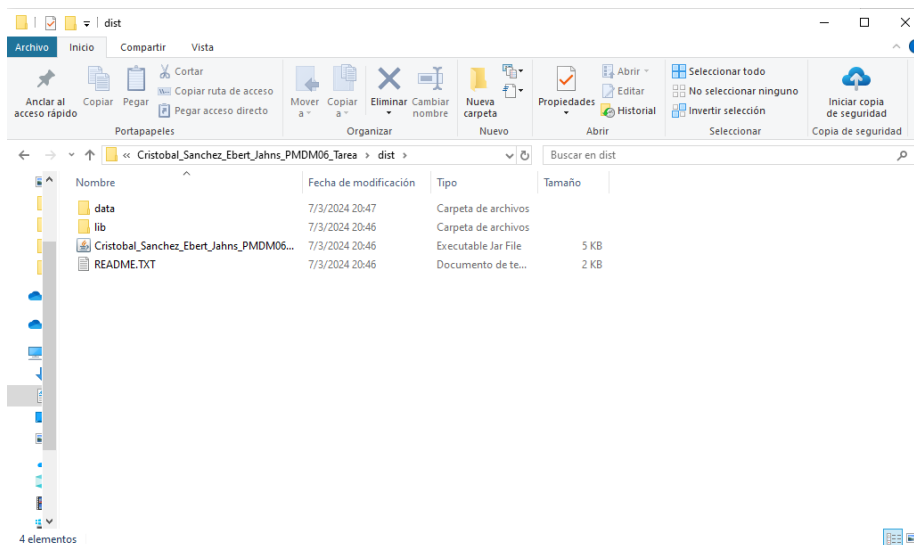 dist
Archivo Inicio Compartir Vista
Anclar al acceso rápido
Copiar
Pegar
Cortar
Copiar ruta de acceso
Pegar acceso directo
Portapapeles
Mover a
Copiar a
Eliminar
Cambiar nombre
Organizar
Nueva carpeta
Nuevo
Propiedades
Abrir
Editar
Historial
Abrir
Seleccionar todo
No seleccionar ninguno
Invertir selección
Seleccionar
Iniciar copia de seguridad
Copia de seguridad
« Cristobal_Sanchez_Ebert_Jahns_PMDM06_Tarea › dist ›
Buscar en dist
Nombre Fecha de modificación Tipo Tamaño
data 7/3/2024 20:47 Carpeta de archivos
lib 7/3/2024 20:46 Carpeta de archivos
Cristobal_Sanchez_Ebert_Jahns_PMDM06... 7/3/2024 20:46 Executable Jar File 5 KB
README.TXT 7/3/2024 20:46 Documento de te... 2 KB
4 elementos